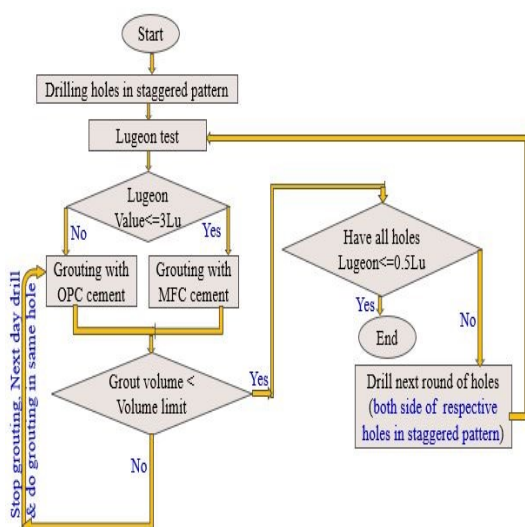 Start
Drilling holes in staggered pattern
Lugeon test
Lugeon
Value<=3Lu
No
Yes
Grouting with
OPC cement
Grouting with
MFC cement
Grout volume <
Volume limit
Yes
No
Stop grouting, Next day drill
& do grouting in same hole
Have all holes
Lugeon<=0.5Lu
Yes
No
End
Drill next round of holes
(both side of respective
holes in staggered pattern)